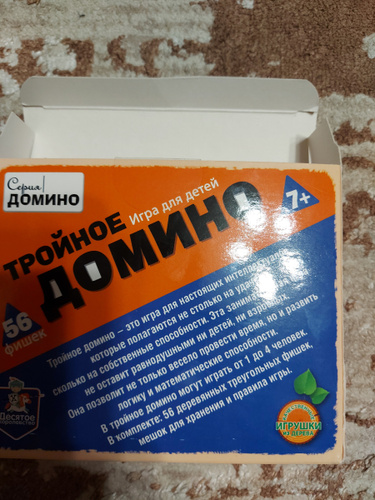 Серия
ДОМИНО
ТРОЙНОЕ
Игра для детей
ДОМИНО
7+
56
фишек
Тройное домино – это игра для настоящих интеллектуалов,
которые полагаются не столько на удачу,
сколько на собственные способности. Эта занимательная
не оставит равнодушными ни детей, ни взрослых.
Она позволит не только весело провести время, но и развить
логику и математические способности.
В тройное домино могут играть от 1 до 4 человек.
В комплекте: 56 деревянных треугольных фишек,
мешок для хранения и правила игры.
Десятое
королевство
ИГРУШКИ
ИЗ ДЕРЕВА